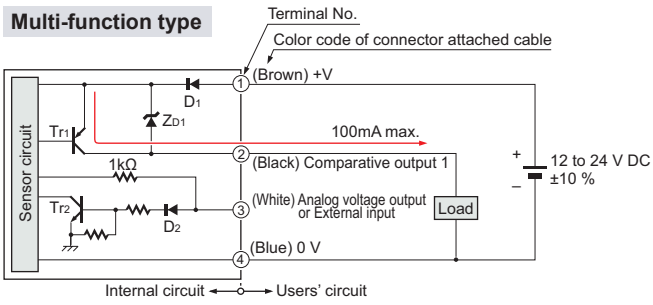 Multi-function type
Terminal No.
Color code of connector attached cable
1 (Brown) +V
D1
ZD1
Tr1
100mA max.
2
(Black) Comparative output 1
1kΩ
+
12 to 24 V DC
±10 %
–
Sensor circuit
Tr2
D2
3
(White) Analog voltage output
or External input
Load
4
(Blue) 0 V
Internal circuit
Users' circuit